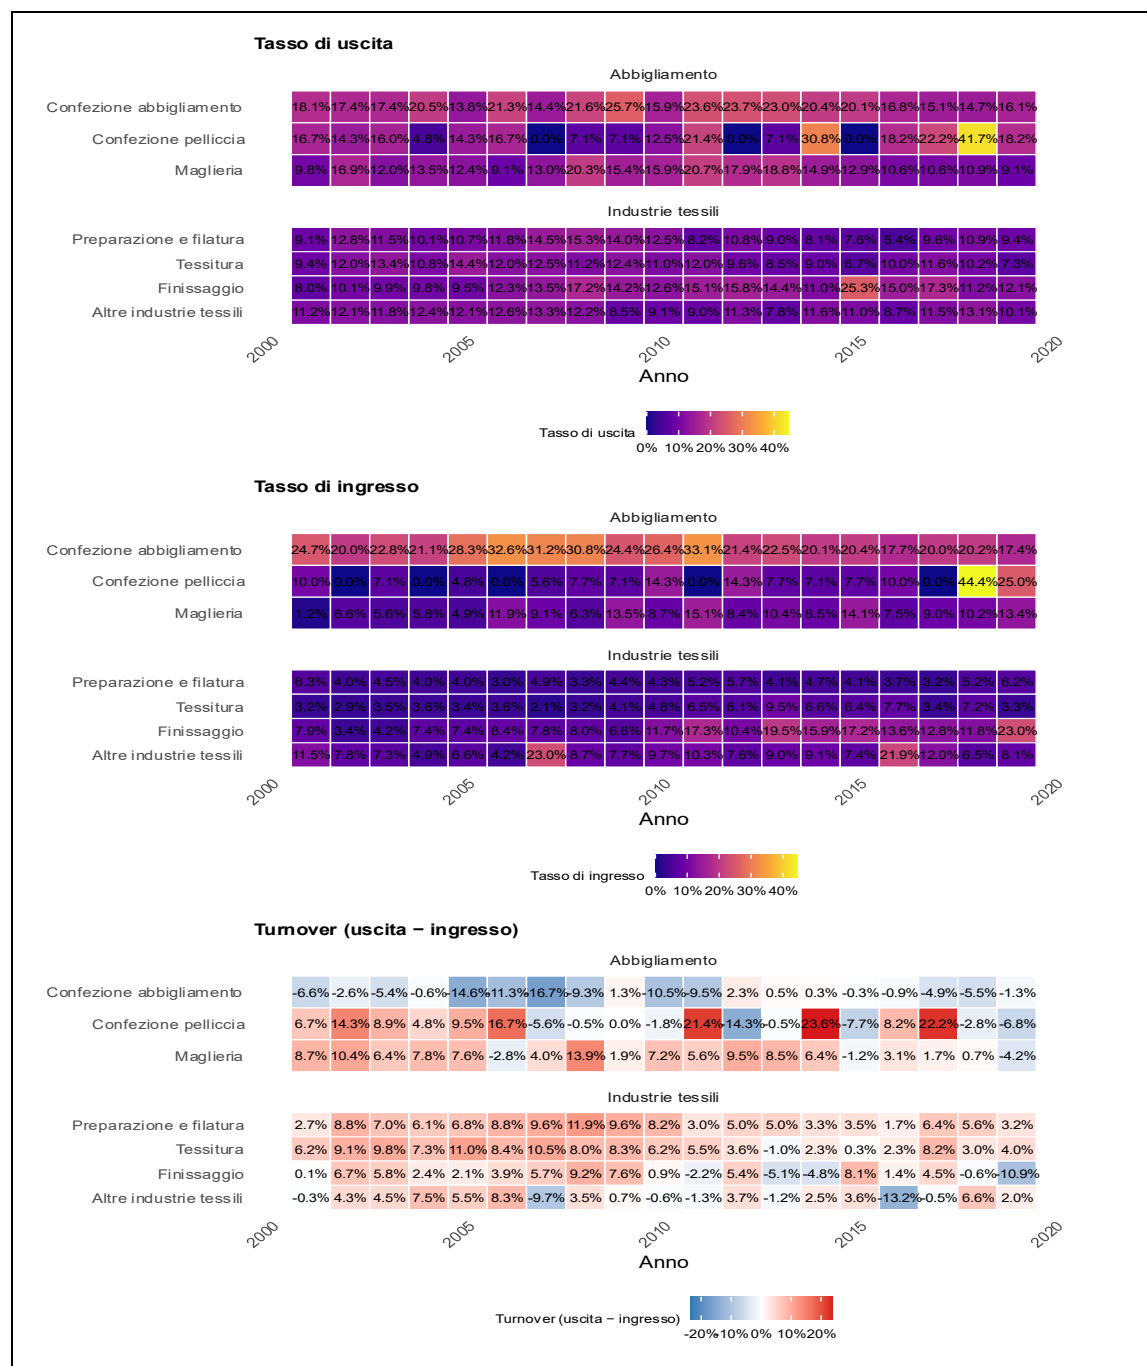 Tasso di uscita
Abbigliamento
Confezione abbigliamento 18.1% 17.4% 17.4% 20.5% 13.8% 21.3% 14.4% 21.6% 25.7% 15.9% 23.6% 23.7% 23.0% 20.4% 20.1% 16.8% 15.1% 14.7% 16.1%
Confezione pelliccia 16.7% 14.3% 16.0% 4.8% 14.3% 16.7% 0.0% 7.1% 7.1% 12.5% 21.4% 0.0% 7.1% 30.8% 0.0% 18.2% 22.2% 41.7% 18.2%
Maglieria 9.8% 16.9% 12.0% 13.5% 12.4% 9.1% 13.0% 20.3% 15.4% 15.9% 20.7% 17.9% 18.8% 14.9% 12.9% 10.6% 10.6% 10.9% 9.1%
Industrie tessili
Preparazione e filatura 9.1% 12.8% 11.5% 10.1% 10.7% 11.8% 14.5% 15.3% 14.0% 12.5% 8.2% 10.8% 9.0% 8.1% 7.6% 5.4% 9.6% 10.9% 9.4%
Tessitura 9.4% 12.0% 13.4% 10.8% 14.4% 12.0% 12.5% 11.2% 12.4% 11.0% 12.0% 9.6% 8.5% 9.0% 6.7% 10.0% 11.6% 10.2% 7.3%
Finissaggio 8.0% 10.1% 9.9% 9.8% 9.5% 12.3% 13.5% 17.2% 14.2% 12.6% 15.1% 15.8% 14.4% 11.0% 25.3% 15.0% 17.3% 11.2% 12.1%
Altre industrie tessili 11.2% 12.1% 11.8% 12.4% 12.1% 12.6% 13.3% 12.2% 8.5% 9.1% 9.0% 11.3% 7.8% 11.6% 11.0% 8.7% 11.5% 13.1% 10.1%
2000 2005 2010 2015 2020
Anno
Tasso di uscita
0% 10% 20% 30% 40%
Tasso di ingresso
Abbigliamento
Confezione abbigliamento 24.7% 20.0% 22.8% 21.1% 28.3% 32.6% 31.2% 30.8% 24.4% 26.4% 33.1% 21.4% 22.5% 20.1% 20.4% 17.7% 20.0% 20.2% 17.4%
Confezione pelliccia 10.0% 0.0% 7.1% 0.0% 4.8% 0.0% 5.6% 7.7% 7.1% 14.3% 0.0% 14.3% 7.7% 7.1% 7.7% 10.0% 0.0% 44.4% 25.0%
Maglieria 1.2% 6.6% 5.6% 5.8% 4.9% 11.9% 9.1% 6.3% 13.5% 8.7% 15.1% 8.4% 10.4% 8.5% 14.1% 7.5% 9.0% 10.2% 13.4%
Industrie tessili
Preparazione e filatura 6.3% 4.0% 4.5% 4.0% 4.0% 3.0% 4.9% 3.3% 4.4% 4.3% 5.2% 5.7% 4.1% 4.7% 4.1% 3.7% 3.2% 5.2% 6.2%
Tessitura 3.2% 2.9% 3.5% 3.6% 3.4% 3.6% 2.1% 3.2% 4.1% 4.8% 6.5% 6.1% 9.5% 6.6% 6.4% 7.7% 3.4% 7.2% 3.3%
Finissaggio 7.9% 3.4% 4.2% 7.4% 7.4% 8.4% 7.8% 8.0% 6.6% 11.7% 17.3% 10.4% 19.5% 15.9% 17.2% 13.6% 12.8% 11.8% 23.0%
Altre industrie tessili 11.5% 7.8% 7.3% 4.9% 6.6% 4.2% 23.0% 8.7% 7.7% 9.7% 10.3% 7.6% 9.0% 9.1% 7.4% 21.9% 12.0% 6.5% 8.1%
2000 2005 2010 2015 2020
Anno
Tasso di ingresso
0% 10% 20% 30% 40%
Turnover (uscita − ingresso)
Abbigliamento
Confezione abbigliamento -6.6% -2.6% -5.4% -0.6% -14.6% -11.3% -16.7% -9.3% 1.3% -10.5% -9.5% 2.3% 0.5% 0.3% -0.3% -0.9% -4.9% -5.5% -1.3%
Confezione pelliccia 6.7% 14.3% 8.9% 4.8% 9.5% 16.7% -5.6% -0.5% 0.0% -1.8% 21.4% -14.3% -0.5% 23.6% -7.7% 8.2% 22.2% -2.8% -6.8%
Maglieria 8.7% 10.4% 6.4% 7.8% 7.6% -2.8% 4.0% 13.9% 1.9% 7.2% 5.6% 9.5% 8.5% 6.4% -1.2% 3.1% 1.7% 0.7% -4.2%
Industrie tessili
Preparazione e filatura 2.7% 8.8% 7.0% 6.1% 6.8% 8.8% 9.6% 11.9% 9.6% 8.2% 3.0% 5.0% 5.0% 3.3% 3.5% 1.7% 6.4% 5.6% 3.2%
Tessitura 6.2% 9.1% 9.8% 7.3% 11.0% 8.4% 10.5% 8.0% 8.3% 6.2% 5.5% 3.6% -1.0% 2.3% 0.3% 2.3% 8.2% 3.0% 4.0%
Finissaggio 0.1% 6.7% 5.8% 2.4% 2.1% 3.9% 5.7% 9.2% 7.6% 0.9% -2.2% 5.4% -5.1% -4.8% 8.1% 1.4% 4.5% -0.6% -10.9%
Altre industrie tessili -0.3% 4.3% 4.5% 7.5% 5.5% 8.3% -9.7% 3.5% 0.7% -0.6% -1.3% 3.7% -1.2% 2.5% 3.6% -13.2% -0.5% 6.6% 2.0%
2000 2005 2010 2015 2020
Anno
Turnover (uscita − ingresso)
-20% -10% 0% 10% 20%